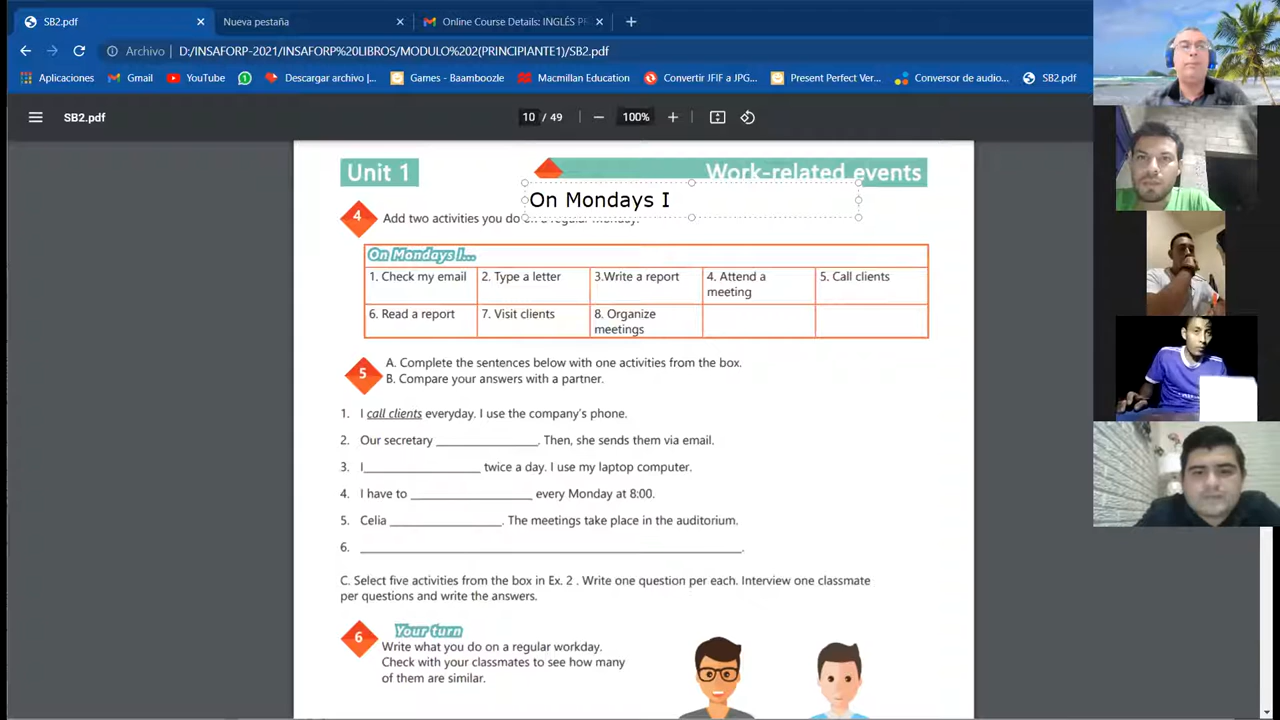 SB2.pdf
Nueva pestaña
Online Course Details: INGLÉS PR
Archivo D:/INSAFORP-2021/INSAFORP%20LIBROS/MODULO%202(PRINCIPIANTE1)/SB2.pdf
Aplicaciones Gmail YouTube Descargar archivo |... Games - Baamboozle Macmillan Education Convertir JFIF a JPG... Present Perfect Ver... Conversor de audio... SB2.pdf
SB2.pdf 10 / 49 100%
Unit 1 Work-related events
On Mondays I
4 Add two activities you do on a regular Monday.
On Mondays I...
1. Check my email 2. Type a letter 3.Write a report 4. Attend a meeting 5. Call clients
6. Read a report 7. Visit clients 8. Organize meetings
5 A. Complete the sentences below with one activities from the box.
B. Compare your answers with a partner.
1. I call clients everyday. I use the company's phone.
2. Our secretary ________________. Then, she sends them via email.
3. I__________________ twice a day. I use my laptop computer.
4. I have to ___________________ every Monday at 8:00.
5. Celia _________________. The meetings take place in the auditorium.
6. ___________________________________________________________.
C. Select five activities from the box in Ex. 2 . Write one question per each. Interview one classmate
per questions and write the answers.
6 Your turn
Write what you do on a regular workday.
Check with your classmates to see how many
of them are similar.